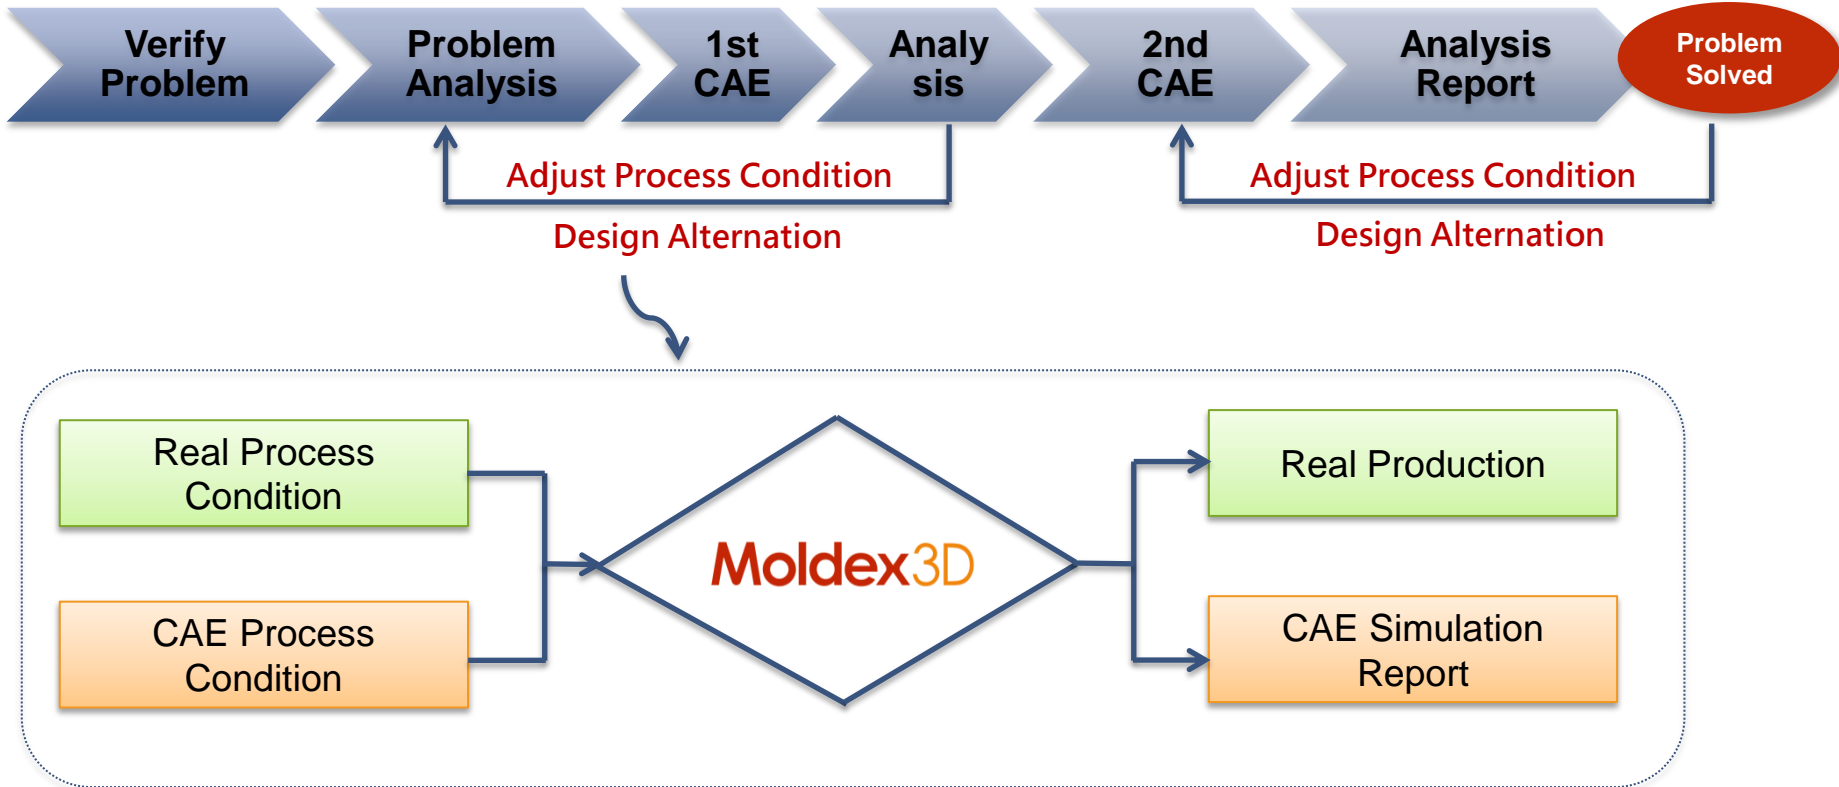 Verify
Problem
Problem
Analysis
1st
CAE
Analy
sis
2nd
CAE
Analysis
Report
Problem
Solved
Adjust Process Condition
Design Alternation
Adjust Process Condition
Design Alternation
Real Process
Condition
CAE Process
Condition
Moldex3D
Real Production
CAE Simulation
Report